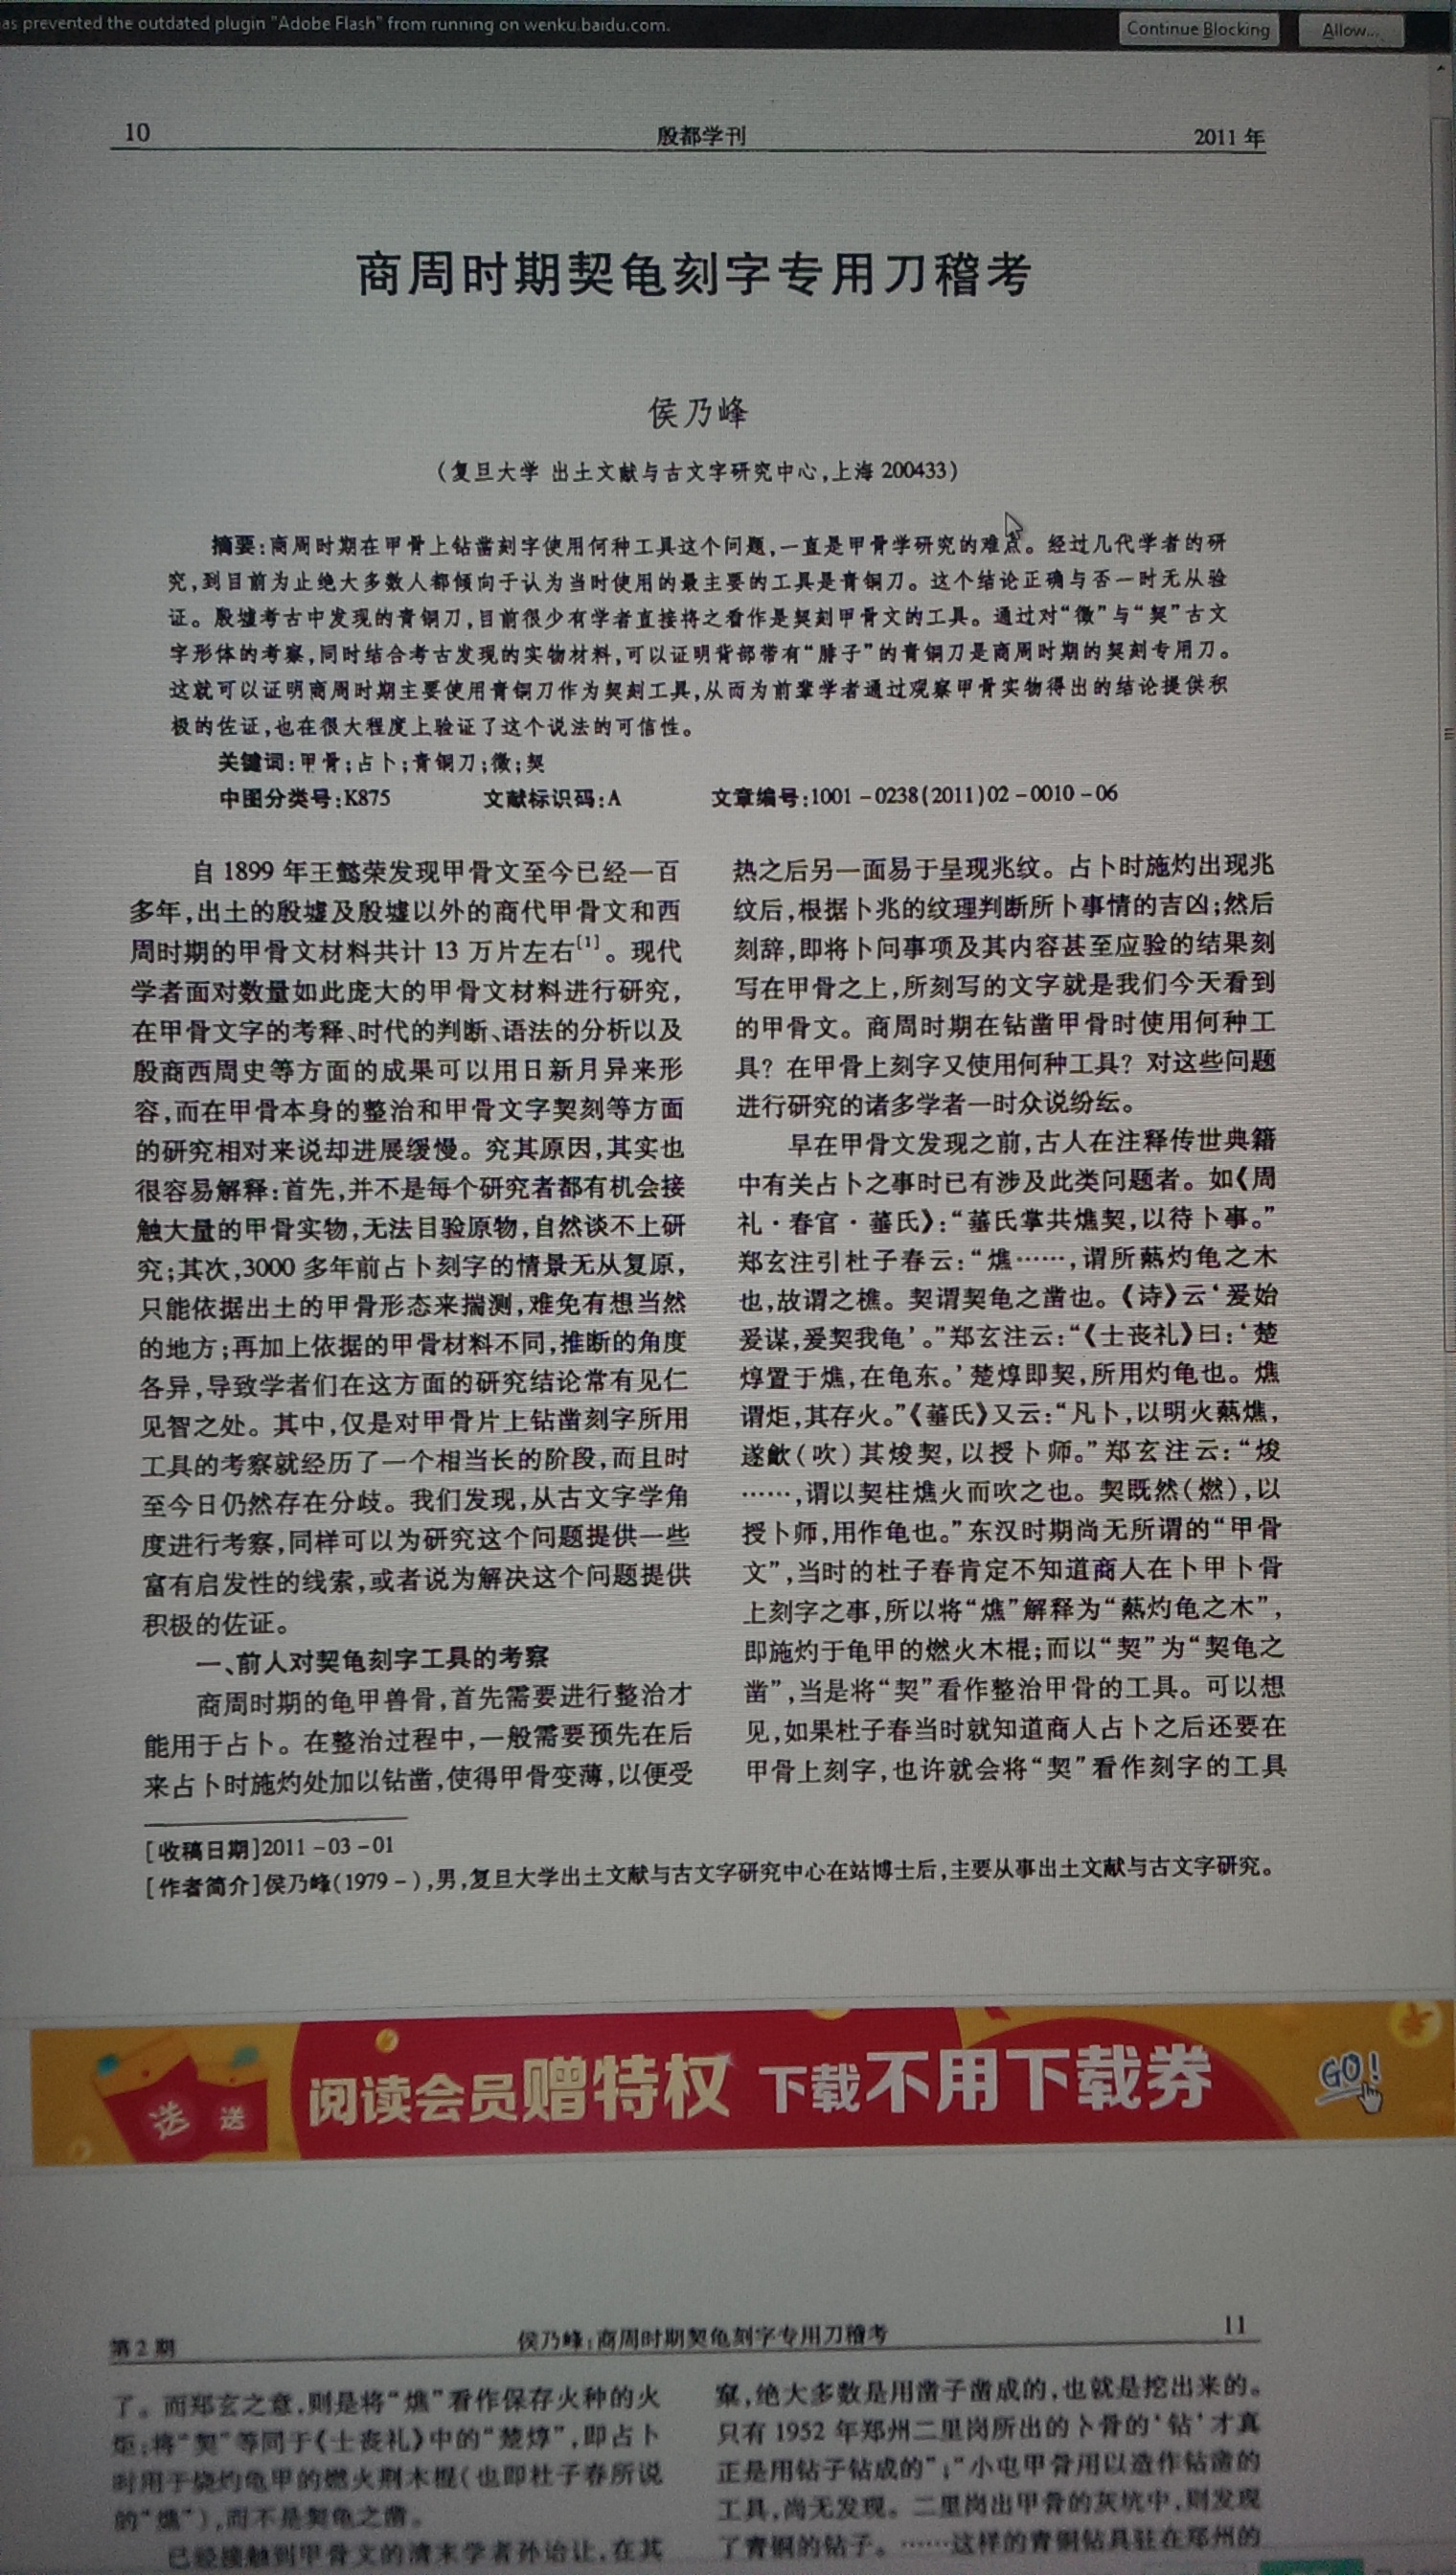 as prevented the outdated plugin "Adobe Flash" from running on wenku.baidu.com.
Continue Blocking
Allow...
10
殷都学刊
2011 年
商周时期契龟刻字专用刀稽考
侯乃峰
(复旦大学 出土文献与古文字研究中心,上海 200433)
摘要:商周时期在甲骨上钻凿刻字使用何种工具这个问题,一直是甲骨学研究的难点。经过几代学者的研
究,到目前为止绝大多数人都倾向于认为当时使用的最主要的工具是青铜刀。这个结论正确与否一时无从验
证。殷墟考古中发现的青铜刀,目前很少有学者直接将之看作是契刻甲骨文的工具。通过对“徵”与“契”古文
字形体的考察,同时结合考古发现的实物材料,可以证明背部带有“腓子”的青铜刀是商周时期的契刻专用刀。
这就可以证明商周时期主要使用青铜刀作为契刻工具,从而为前辈学者通过观察甲骨实物得出的结论提供积
极的佐证,也在很大程度上验证了这个说法的可信性。
关键词:甲骨;占卜;青铜刀;徵;契
中图分类号:K875 文献标识码:A 文章编号:1001-0238(2011)02-0010-06
自 1899 年王懿荣发现甲骨文至今已经一百
多年,出土的殷墟及殷墟以外的商代甲骨文和西
周时期的甲骨文材料共计 13 万片左右[1]。现代
学者面对数量如此庞大的甲骨文材料进行研究,
在甲骨文字的考释、时代的判断、语法的分析以及
殷商西周史等方面的成果可以用日新月异来形
容,而在甲骨本身的整治和甲骨文字契刻等方面
的研究相对来说却进展缓慢。究其原因,其实也
很容易解释:首先,并不是每个研究者都有机会接
触大量的甲骨实物,无法目验原物,自然谈不上研
究;其次,3000 多年前占卜刻字的情景无从复原,
只能依据出土的甲骨形态来揣测,难免有想当然
的地方;再加上依据的甲骨材料不同,推断的角度
各异,导致学者们在这方面的研究结论常有见仁
见智之处。其中,仅是对甲骨片上钻凿刻字所用
工具的考察就经历了一个相当长的阶段,而且时
至今日仍然存在分歧。我们发现,从古文字学角
度进行考察,同样可以为研究这个问题提供一些
富有启发性的线索,或者说为解决这个问题提供
积极的佐证。
一、前人对契龟刻字工具的考察
商周时期的龟甲兽骨,首先需要进行整治才
能用于占卜。在整治过程中,一般需要预先在后
来占卜时施灼处加以钻凿,使得甲骨变薄,以便受
热之后另一面易于呈现兆纹。占卜时施灼出现兆
纹后,根据卜兆的纹理判断所卜事情的吉凶;然后
刻辞,即将卜问事项及其内容甚至应验的结果刻
写在甲骨之上,所刻写的文字就是我们今天看到
的甲骨文。商周时期在钻凿甲骨时使用何种工
具?在甲骨上刻字又使用何种工具?对这些问题
进行研究的诸多学者一时众说纷纭。
早在甲骨文发现之前,古人在注释传世典籍
中有关占卜之事时已有涉及此类问题者。如《周
礼·春官·菙氏》:“菙氏掌共燋契,以待卜事。”
郑玄注引杜子春云:“燋……,谓所爇灼龟之木
也,故谓之樵。契谓契龟之凿也。《诗》云‘爰始
爰谋,爰契我龟’。”郑玄注云:“《士丧礼》曰:‘楚
焞置于燋,在龟东。’楚焞即契,所用灼龟也。燋
谓炬,其存火。”《菙氏》又云:“凡卜,以明火爇燋,
遂龡(吹)其焌契,以授卜师。”郑玄注云:“焌
……,谓以契柱燋火而吹之也。契既然(燃),以
授卜师,用作龟也。”东汉时期尚无所谓的“甲骨
文”,当时的杜子春肯定不知道商人在卜甲卜骨
上刻字之事,所以将“燋”解释为“爇灼龟之木”,
即施灼于龟甲的燃火木棍;而以“契”为“契龟之
凿”,当是将“契”看作整治甲骨的工具。可以想
见,如果杜子春当时就知道商人占卜之后还要在
甲骨上刻字,也许就会将“契”看作刻字的工具
[收稿日期]2011-03-01
[作者简介]侯乃峰(1979-),男,复旦大学出土文献与古文字研究中心在站博士后,主要从事出土文献与古文字研究。
送 送 阅读会员赠特权 下载不用下载券 GO!
第2期
侯乃峰:商周时期契龟刻字专用刀稽考
11
了。而郑玄之意,则是将“燋”看作保存火种的火
炬;将“契”等同于《士丧礼》中的“楚焞”,即占卜
时用于烧灼龟甲的燃火荆木棍(也即杜子春所说
的“燋”),而不是契龟之凿。
已经接触到甲骨文的清末学者孙诒让,在其
窠,绝大多数是用凿子凿成的,也就是挖出来的。
只有 1952 年郑州二里岗所出的卜骨的‘钻’才真
正是用钻子钻成的”;“小屯甲骨用以造作钻凿的
工具,尚无发现。二里岗出甲骨的灰坑中,则发现
了青铜的钻子。……这样的青铜钻具驻在郑州的